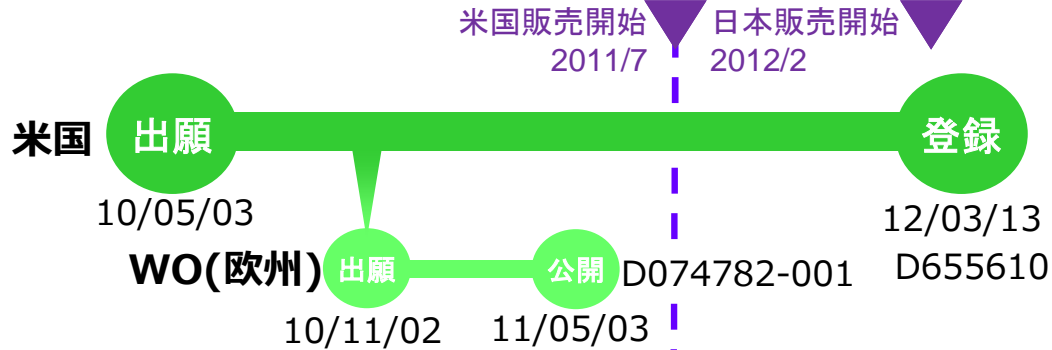 米国販売開始
2011/7
日本販売開始
2012/2
米国
出願
登録
10/05/03
12/03/13
D655610
WO(欧州)
出願
公開
D074782-001
10/11/02
11/05/03